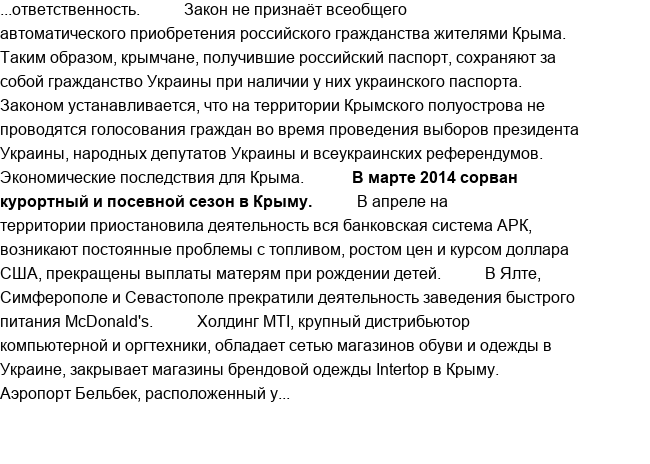 ...ответственность. Закон не признаёт всеобщего
автоматического приобретения российского гражданства жителями Крыма.
Таким образом, крымчане, получившие российский паспорт, сохраняют за
собой гражданство Украины при наличии у них украинского паспорта.
Законом устанавливается, что на территории Крымского полуострова не
проводятся голосования граждан во время проведения выборов президента
Украины, народных депутатов Украины и всеукраинских референдумов.
Экономические последствия для Крыма. В марте 2014 сорван
курортный и посевной сезон в Крыму. В апреле на
территории приостановила деятельность вся банковская система АРК,
возникают постоянные проблемы с топливом, ростом цен и курсом доллара
США, прекращены выплаты матерям при рождении детей. В Ялте,
Симферополе и Севастополе прекратили деятельность заведения быстрого
питания McDonald's. Холдинг MTI, крупный дистрибьютор
компьютерной и оргтехники, обладает сетью магазинов обуви и одежды в
Украине, закрывает магазины брендовой одежды Intertop в Крыму.
Аэропорт Бельбек, расположенный у...